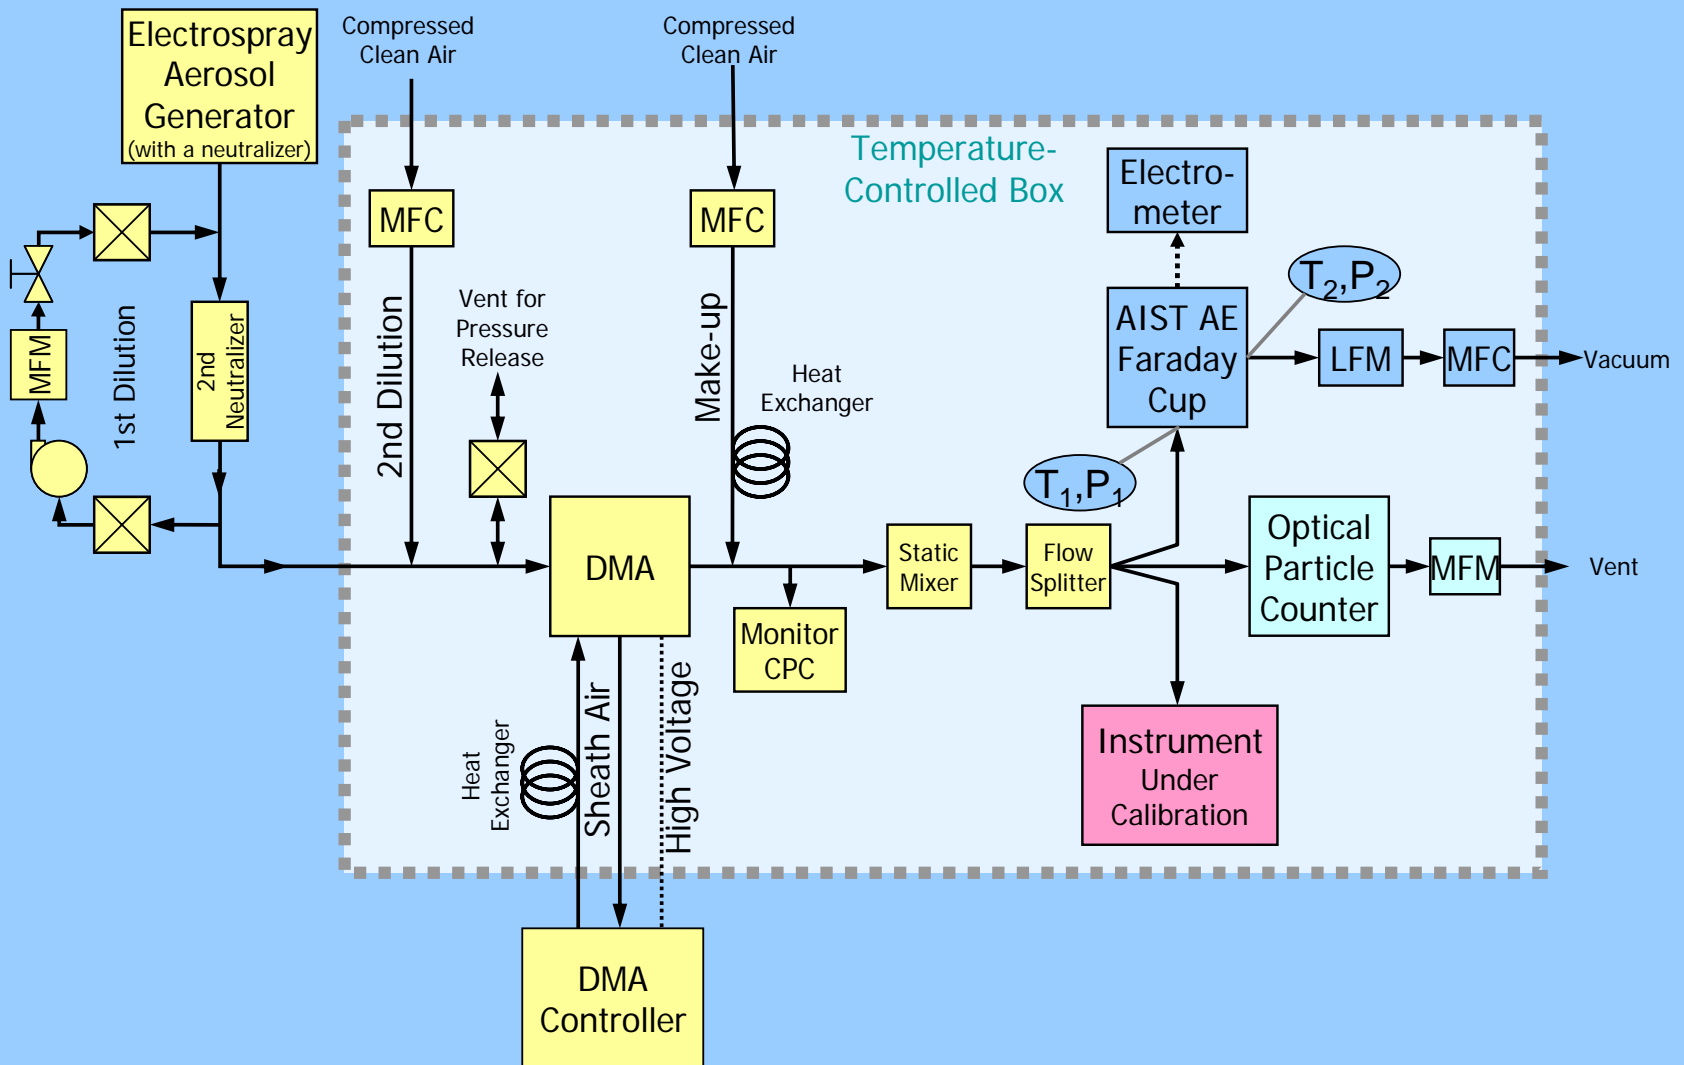 Electrospray
Aerosol
Generator
(with a neutralizer)
Compressed
Clean Air
Compressed
Clean Air
Temperature-
Controlled Box
MFC
MFC
Electro-
meter
T₂,P₂
MFM
1st Dilution
2nd
Neutralizer
2nd Dilution
Vent for
Pressure
Release
Make-up
Heat
Exchanger
AIST AE
Faraday
Cup
LFM
MFC
Vacuum
T₁,P₁
DMA
Static
Mixer
Flow
Splitter
Optical
Particle
Counter
MFM
Vent
Monitor
CPC
Heat
Exchanger
Sheath Air
High Voltage
Instrument
Under
Calibration
DMA
Controller